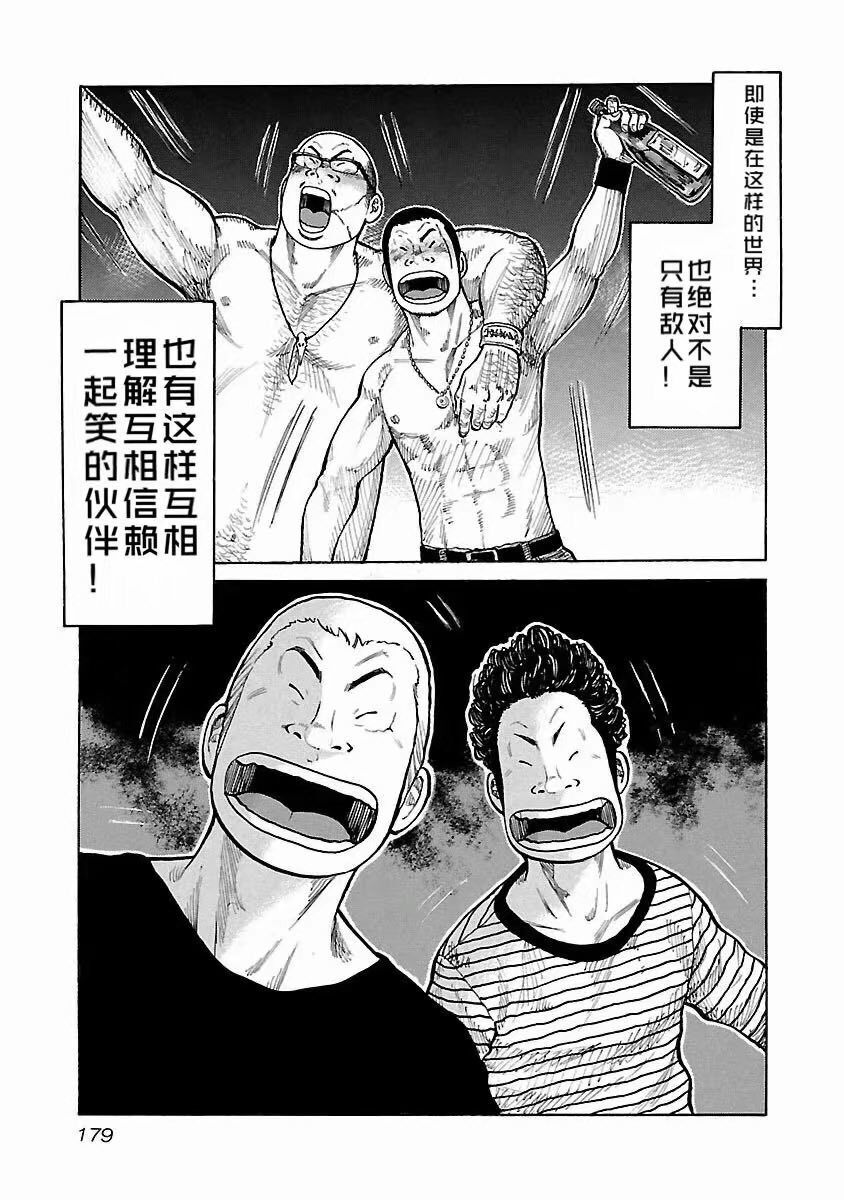 即使是在这样的世界…
也绝对不是
只有敌人！
也有这样互相
理解互相信赖
一起笑的伙伴！
179